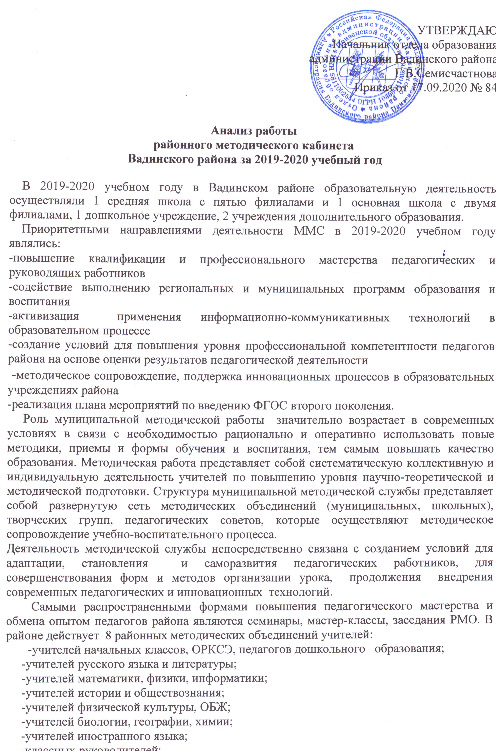 УТВЕРЖДАЮ
Начальник отдела образования
администрации Вадинского района
Г.В.Семисчастнова
Приказ от 17.09.2020 № 84
Анализ работы
районного методического кабинета
Вадинского района за 2019-2020 учебный год
В 2019-2020 учебном году в Вадинском районе образовательную деятельность
осуществляли 1 средняя школа с пятью филиалами и 1 основная школа с двумя
филиалами, 1 дошкольное учреждение, 2 учреждения дополнительного образования.
Приоритетными направлениями деятельности ММС в 2019-2020 учебном году
являлись:
-повышение квалификации и профессионального мастерства педагогических и
руководящих работников
-содействие выполнению региональных и муниципальных программ образования и
воспитания
-активизация применения информационно-коммуникативных технологий в
образовательном процессе
-создание условий для повышения уровня профессиональной компетентности педагогов
района на основе оценки результатов педагогической деятельности
-методическое сопровождение, поддержка инновационных процессов в образовательных
учреждениях района
-реализация плана мероприятий по введению ФГОС второго поколения.
Роль муниципальной методической работы значительно возрастает в современных
условиях в связи с необходимостью рационально и оперативно использовать новые
методики, приемы и формы обучения и воспитания, тем самым повышать качество
образования. Методическая работа представляет собой систематическую коллективную и
индивидуальную деятельность учителей по повышению уровня научно-теоретической и
методической подготовки. Структура муниципальной методической службы представляет
собой развернутую сеть методических объединений (муниципальных, школьных),
творческих групп, педагогических советов, которые осуществляют методическое
сопровождение учебно-воспитательного процесса.
Деятельность методической службы непосредственно связана с созданием условий для
адаптации, становления и саморазвития педагогических работников, для
совершенствования форм и методов организации урока, продолжения внедрения
современных педагогических и инновационных технологий.
Самыми распространенными формами повышения педагогического мастерства и
обмена опытом педагогов района являются семинары, мастер-классы, заседания РМО. В
районе действует 8 районных методических объединений учителей:
-учителей начальных классов, ОРКСЭ, педагогов дошкольного образования;
-учителей русского языка и литературы;
-учителей математики, физики, информатики;
-учителей истории и обществознания;
-учителей физической культуры, ОБЖ;
-учителей биологии, географии, химии;
-учителей иностранного языка;
-классных руководителей;